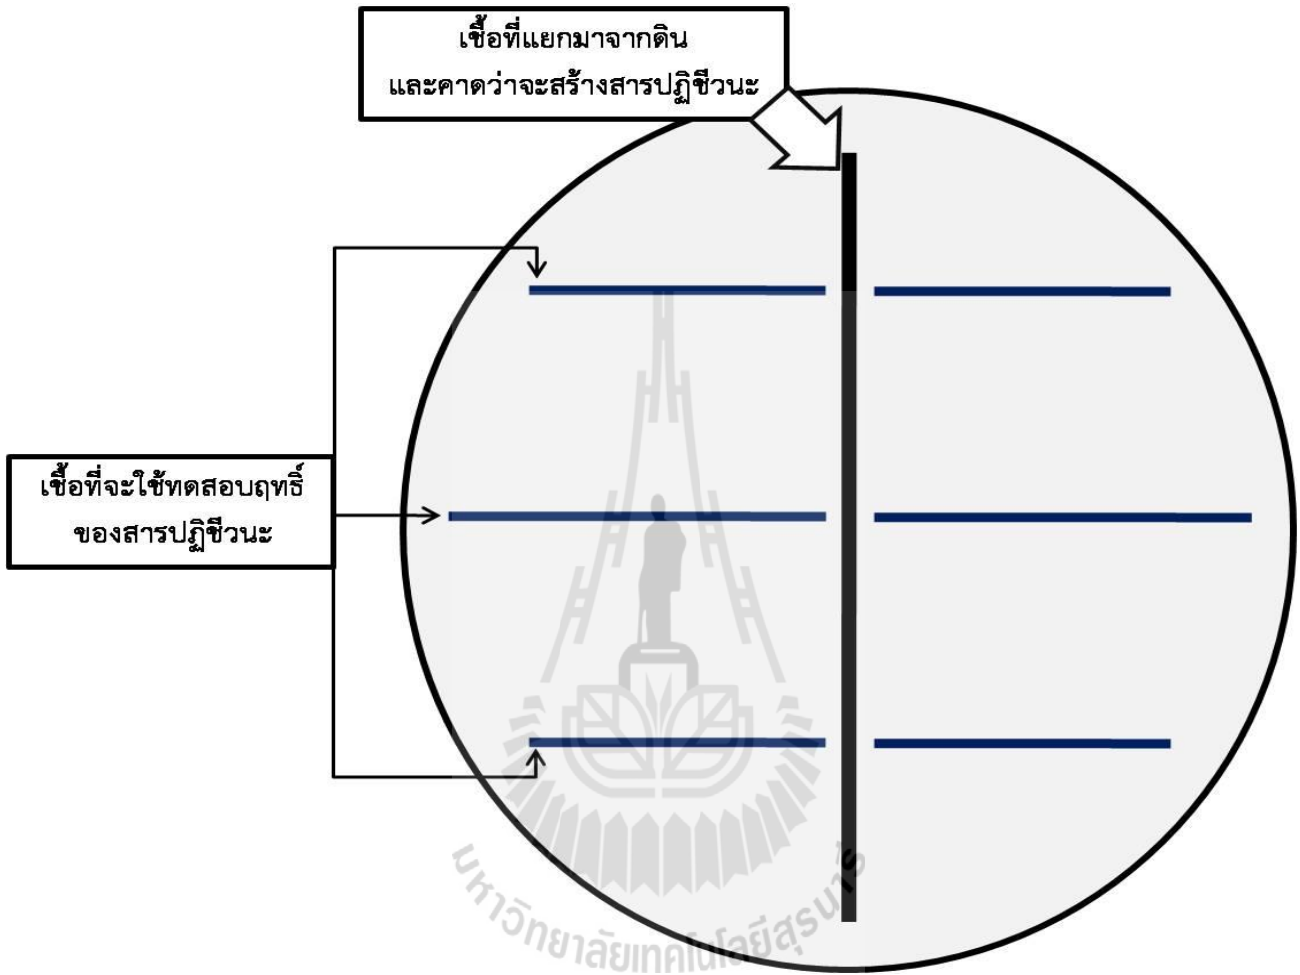 เชื้อที่แยกมาจากดิน
และคาดว่าจะสร้างสารปฏิชีวนะ
เชื้อที่จะใช้ทดสอบฤทธิ์
ของสารปฏิชีวนะ
มหาวิทยาลัยเทคโนโลยีสุรนารี